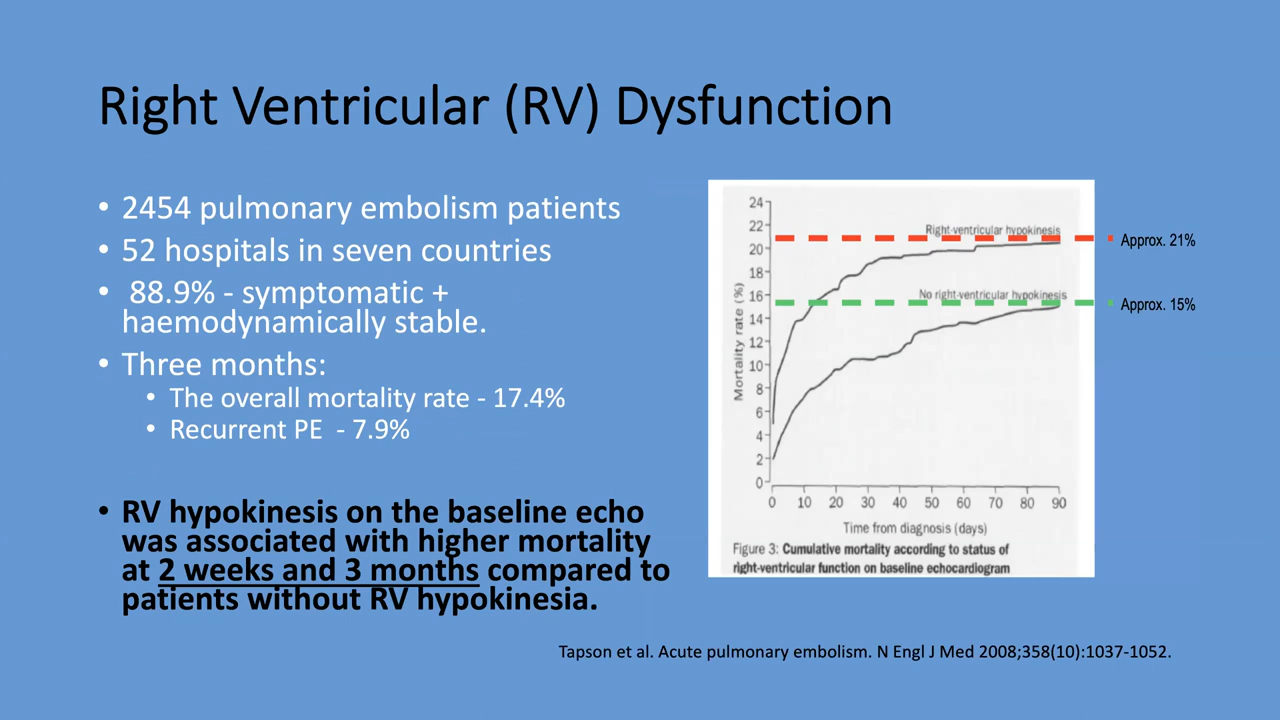 Right Ventricular (RV) Dysfunction
• 2454 pulmonary embolism patients
• 52 hospitals in seven countries
• 88.9% - symptomatic +
haemodynamically stable.
• Three months:
• The overall mortality rate - 17.4%
• Recurrent PE - 7.9%
• RV hypokinesis on the baseline echo
was associated with higher mortality
at 2 weeks and 3 months compared to
patients without RV hypokinesia.
24
22
20
18
16
14
12
10
8
6
4
2
0
Mortality rate (%)
Right-ventricular hypokinesis
Approx. 21%
No right-ventricular hypokinesis
Approx. 15%
0 10 20 30 40 50 60 70 80 90
Time from diagnosis (days)
Figure 3: Cumulative mortality according to status of
right-ventricular function on baseline echocardiogram
Tapson et al. Acute pulmonary embolism. N Engl J Med 2008;358(10):1037-1052.